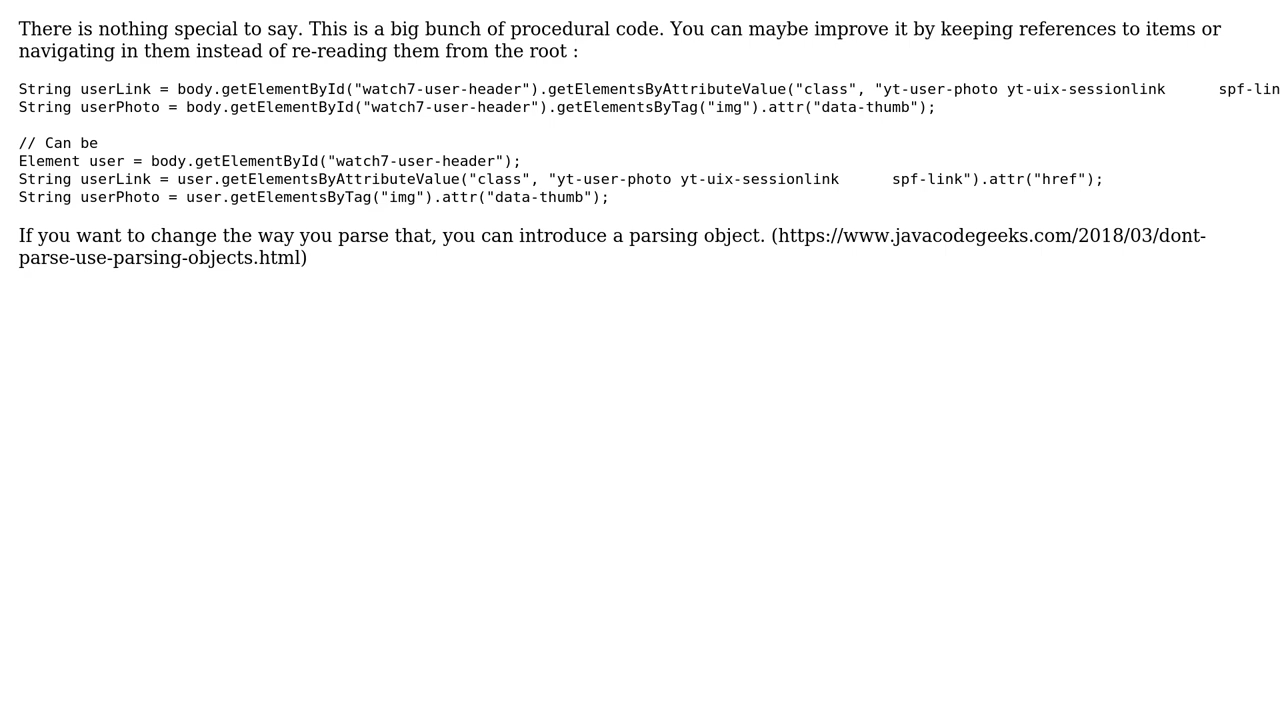 There is nothing special to say. This is a big bunch of procedural code. You can maybe improve it by keeping references to items or
navigating in them instead of re-reading them from the root :
String userLink = body.getElementById("watch7-user-header").getElementsByAttributeValue("class", "yt-user-photo yt-uix-sessionlink      spf-lin
String userPhoto = body.getElementById("watch7-user-header").getElementsByTag("img").attr("data-thumb");
// Can be
Element user = body.getElementById("watch7-user-header");
String userLink = user.getElementsByAttributeValue("class", "yt-user-photo yt-uix-sessionlink      spf-link").attr("href");
String userPhoto = user.getElementsByTag("img").attr("data-thumb");
If you want to change the way you parse that, you can introduce a parsing object. (https://www.javacodegeeks.com/2018/03/dont-
parse-use-parsing-objects.html)